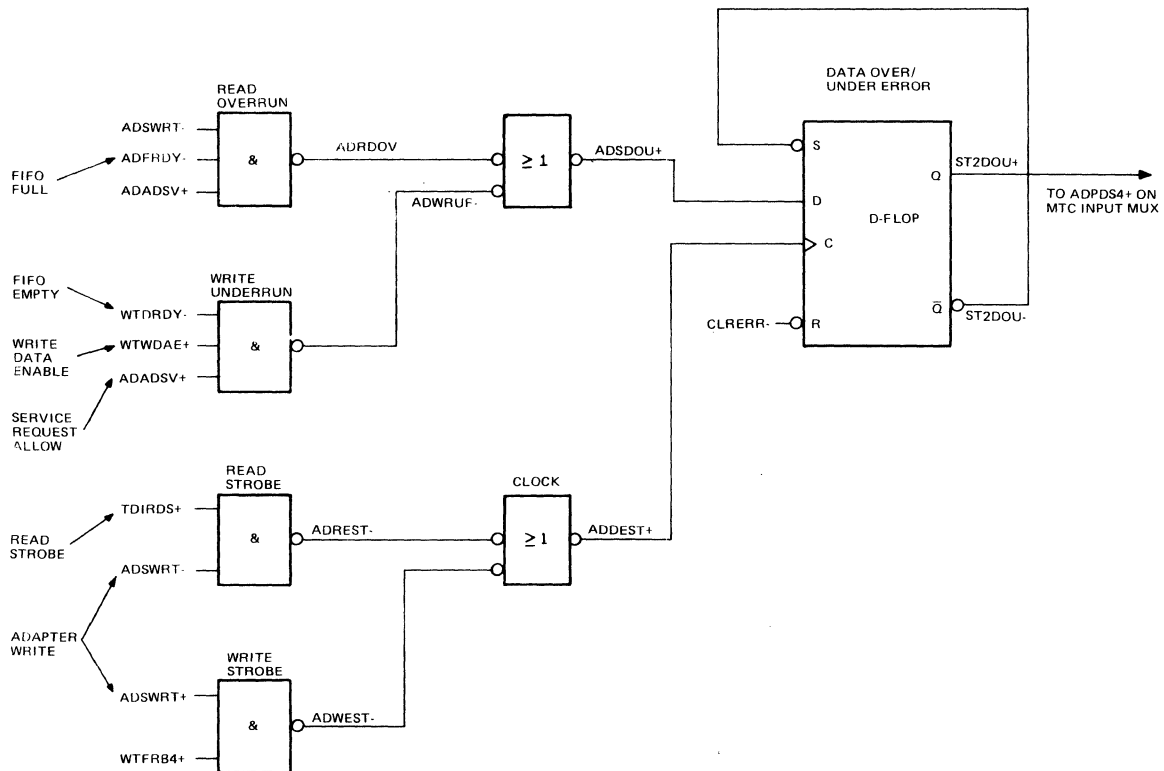 READ
OVERRUN
ADSWRT-
ADFRDY-
ADADSV+
&
FIFO
FULL
ADRDOV
ADWRUF-
≥ 1
ADSDOU+
DATA OVER/
UNDER ERROR
S
D
C
R
Q
Q̅
D-FLOP
ST2DOU+
ST2DOU-
CLRERR-
TO ADPDS4+ ON
MTC INPUT MUX
FIFO
EMPTY
WRITE
UNDERRUN
WTDRDY-
WTWDAE+
ADADSV+
&
WRITE
DATA
ENABLE
SERVICE
REQUEST
ALLOW
READ
STROBE
TDIRDS+
ADSWRT-
&
READ
STROBE
ADREST-
CLOCK
≥ 1
ADDEST+
ADAPTER
WRITE
WRITE
STROBE
ADSWRT+
WTFRB4+
&
ADWEST-